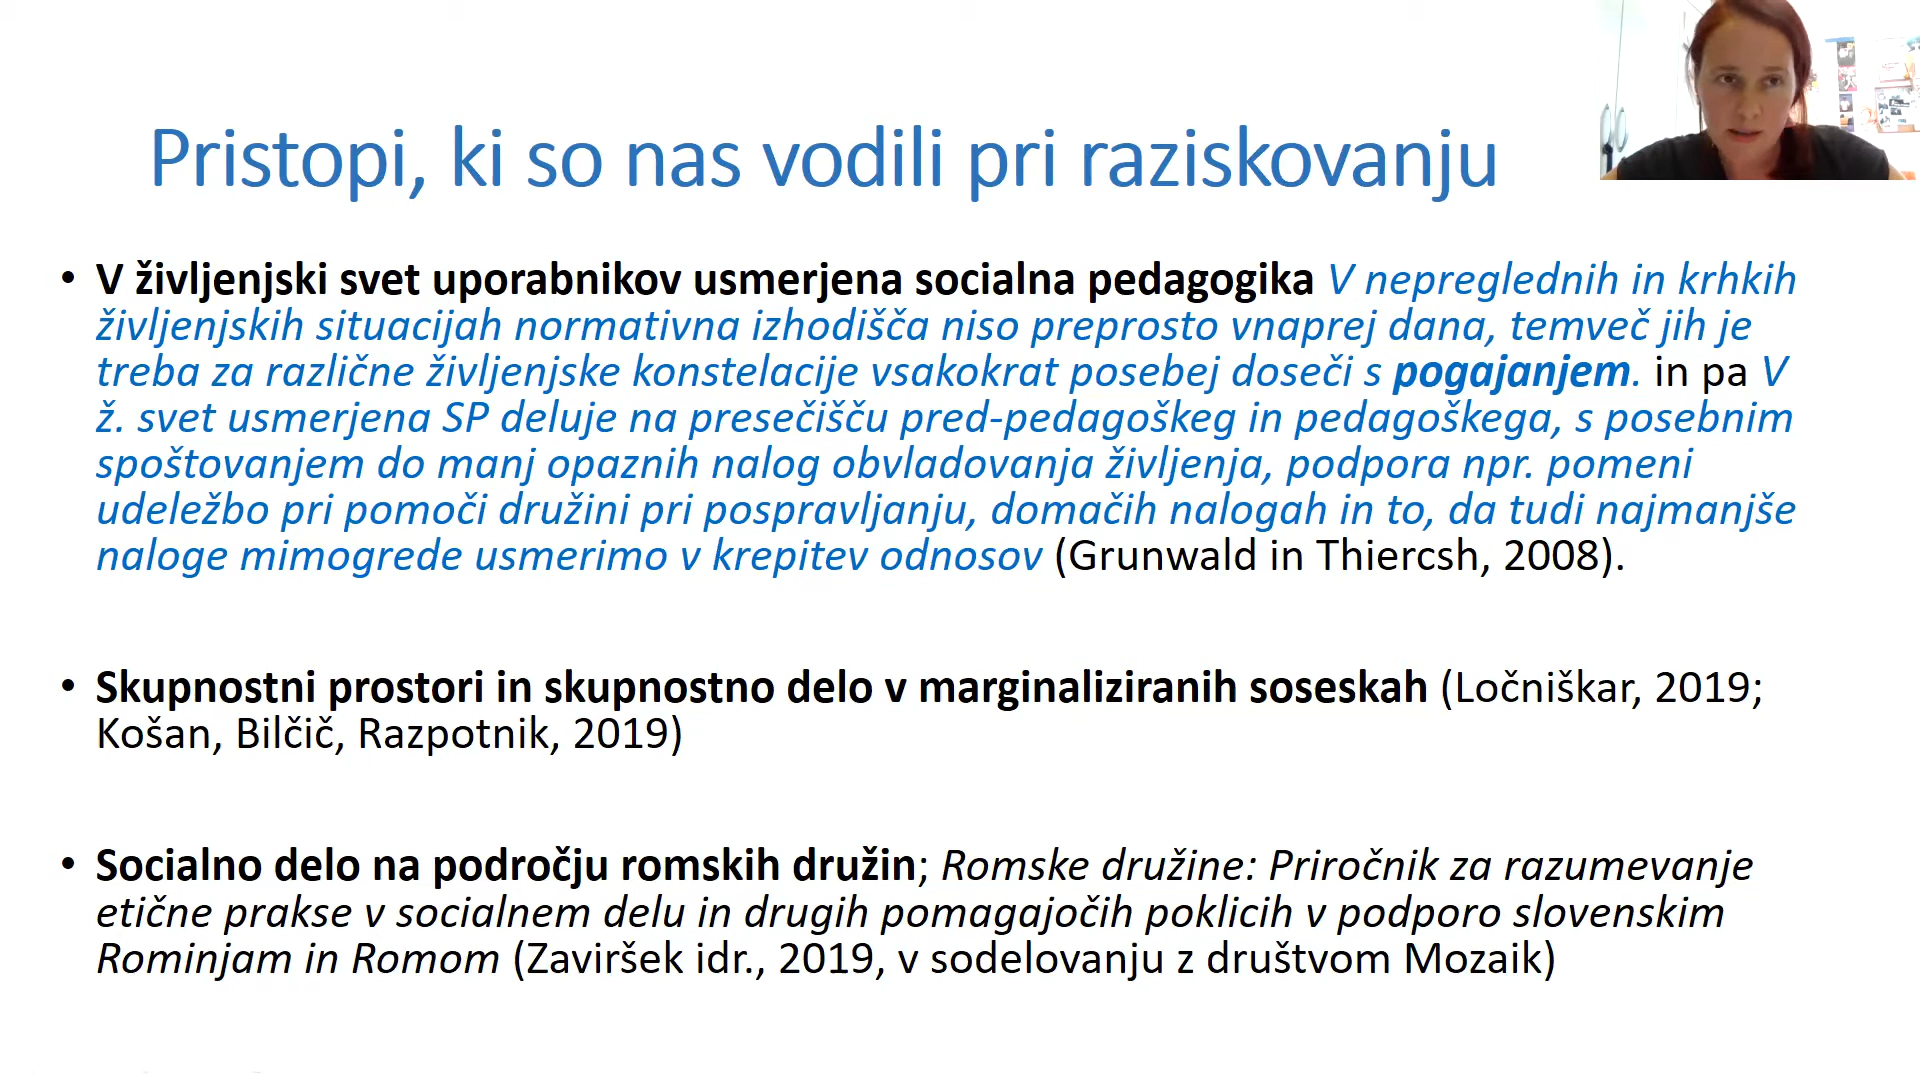 Pristopi, ki so nas vodili pri raziskovanju
• V življenjski svet uporabnikov usmerjena socialna pedagogika V nepreglednih in krhkih
življenjskih situacijah normativna izhodišča niso preprosto vnaprej dana, temveč jih je
treba za različne življenjske konstelacije vsakokrat posebej doseči s pogajanjem. in pa V
ž. svet usmerjena SP deluje na presečišču pred-pedagoškeg in pedagoškega, s posebnim
spoštovanjem do manj opaznih nalog obvladovanja življenja, podpora npr. pomeni
udeležbo pri pomoči družini pri pospravljanju, domačih nalogah in to, da tudi najmanjše
naloge mimogrede usmerimo v krepitev odnosov (Grunwald in Thiercsh, 2008).
• Skupnostni prostori in skupnostno delo v marginaliziranih soseskah (Ločniškar, 2019;
Košan, Bilčič, Razpotnik, 2019)
• Socialno delo na področju romskih družin; Romske družine: Priročnik za razumevanje
etične prakse v socialnem delu in drugih pomagajočih poklicih v podporo slovenskim
Rominjam in Romom (Zaviršek idr., 2019, v sodelovanju z društvom Mozaik)